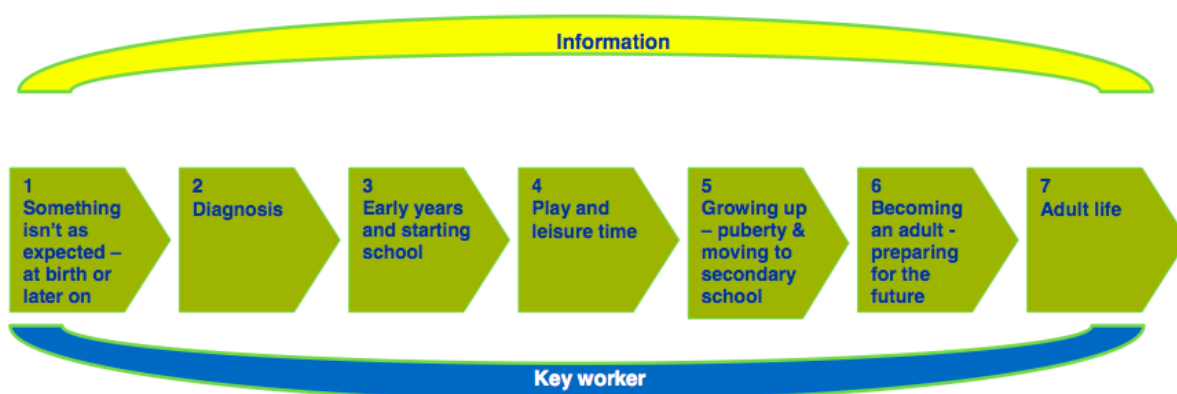 Information
1
Something
isn’t as
expected –
at birth or
later on
2
Diagnosis
3
Early years
and starting
school
4
Play and
leisure time
5
Growing up
– puberty &
moving to
secondary
school
6
Becoming
an adult -
preparing
for the
future
7
Adult life
Key worker